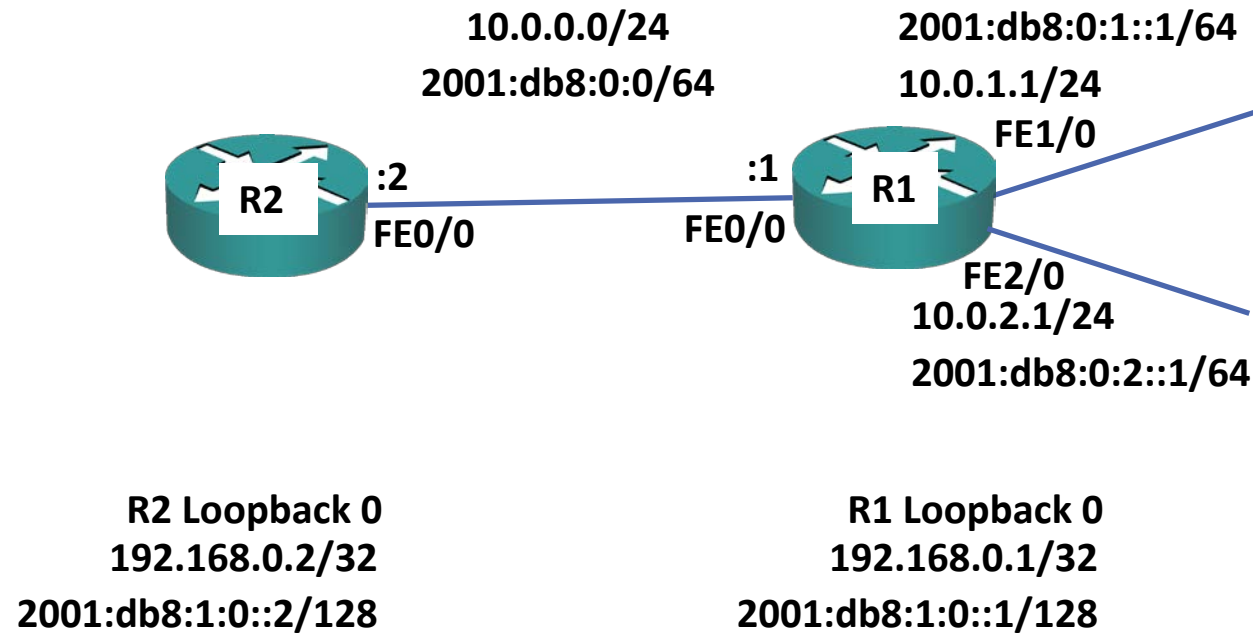 10.0.0.0/24
2001:db8:0:0/64
2001:db8:0:1::1/64
10.0.1.1/24
FE1/0
R2
:2
FE0/0
:1
FE0/0
R1
FE2/0
10.0.2.1/24
2001:db8:0:2::1/64
R2 Loopback 0
192.168.0.2/32
2001:db8:1:0::2/128
R1 Loopback 0
192.168.0.1/32
2001:db8:1:0::1/128